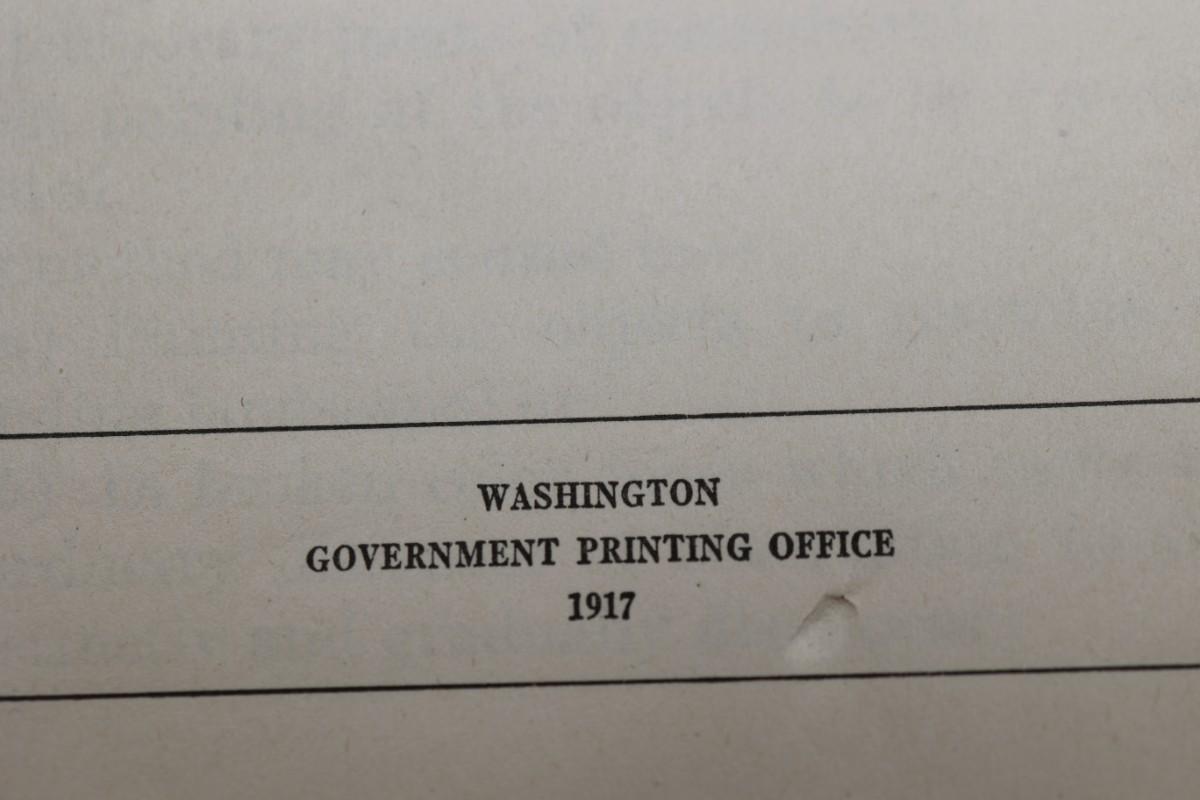 WASHINGTON
GOVERNMENT PRINTING OFFICE
1917